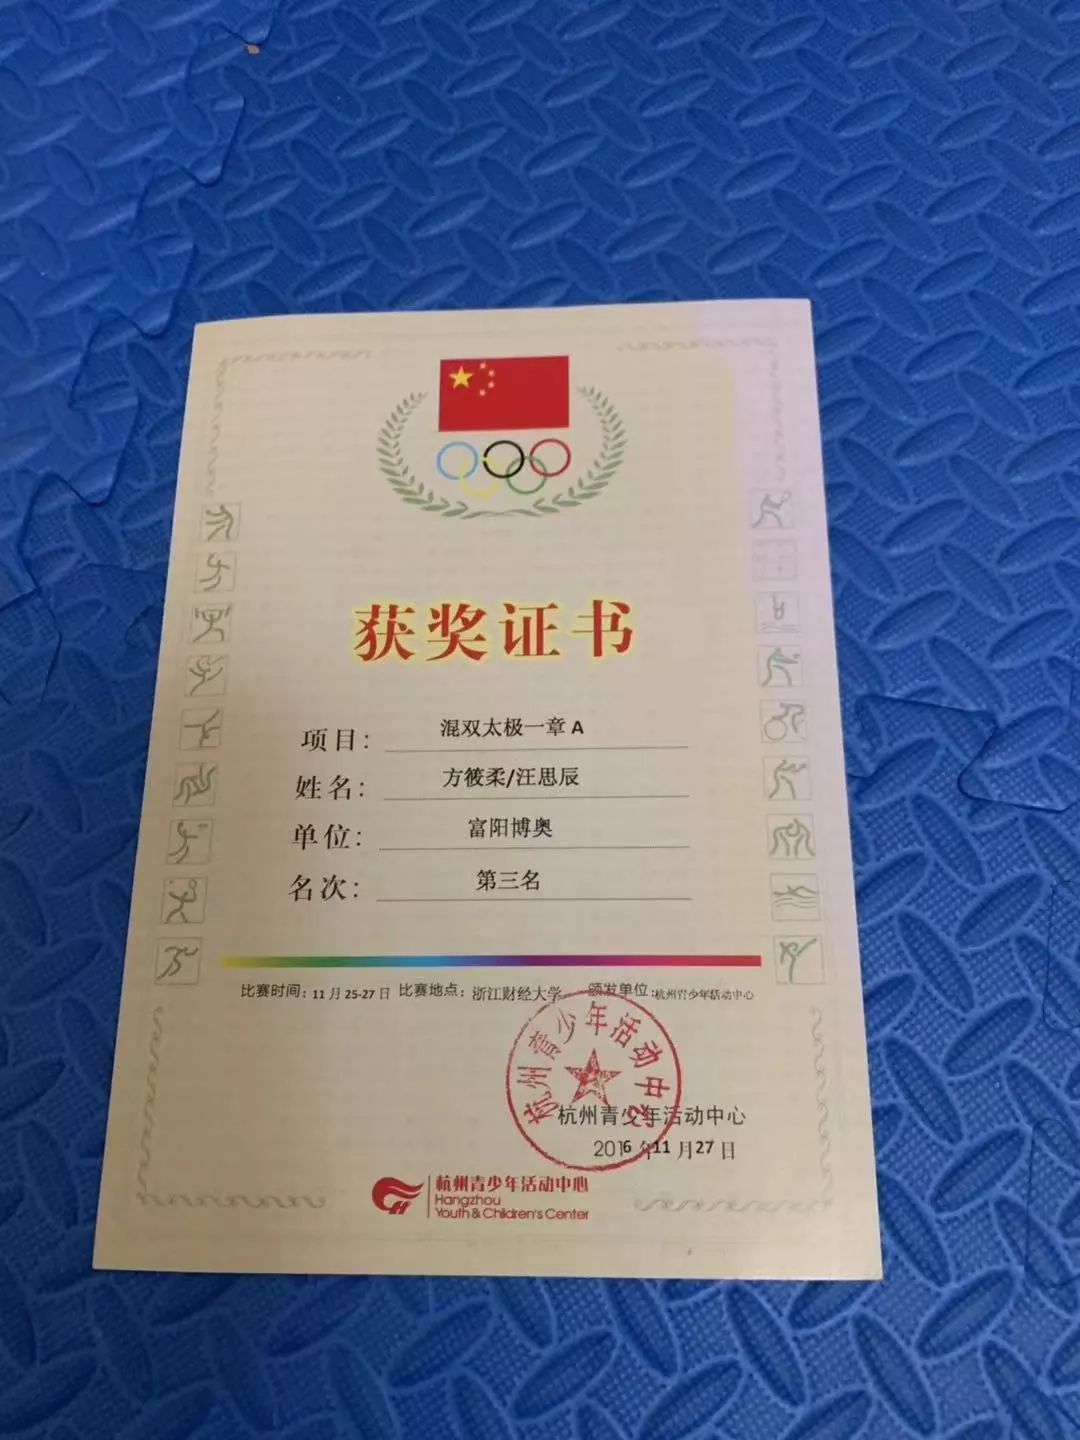 获奖证书
项目： 混双太极一章 A
姓名： 方筱柔/汪思辰
单位： 富阳博奥
名次： 第三名
比赛时间：11 月 25-27 日 比赛地点：浙江财经大学 颁发单位：杭州青少年活动中心
杭州青少年活动中心
杭州青少年活动中心
2016 年 11 月 27 日
杭州青少年活动中心
Hangzhou
Youth & Children's Center